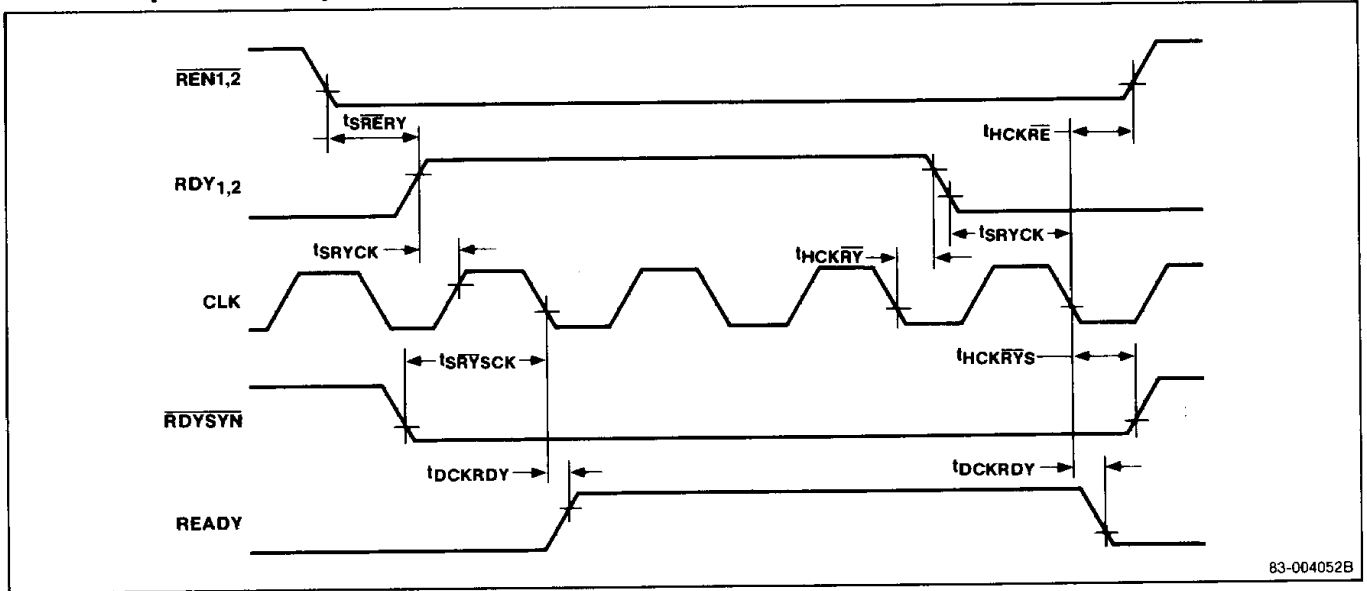 REN1,2
tSRERY
tHCKRE
RDY1,2
tSRYCK
tSRYCK
tHCKRY
CLK
tSRYSCK
tHCKRYS
RDYSYN
tDCKRDY
tDCKRDY
READY
83-004052B